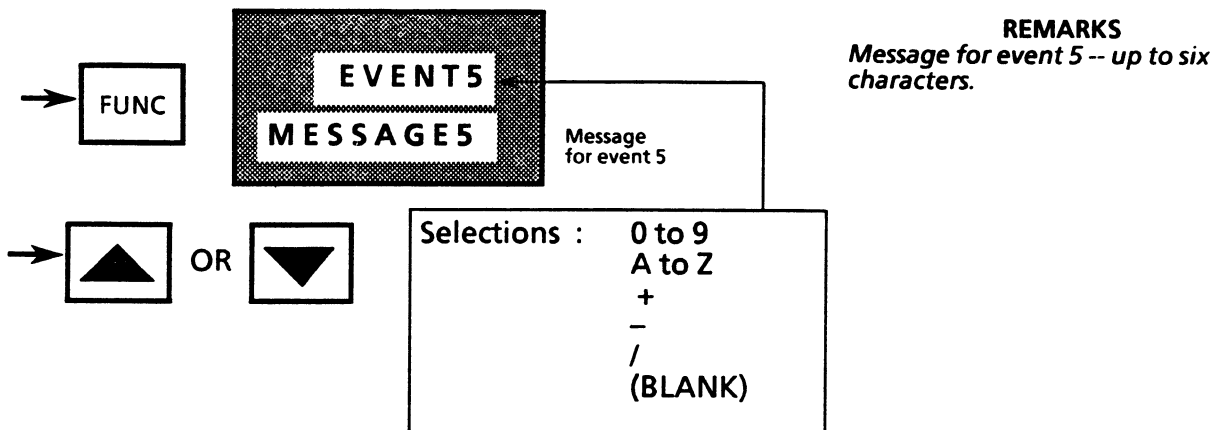 REMARKS
Message for event 5 -- up to six
characters.
FUNC
EVENT5
MESSAGE5
Message
for event 5
OR
Selections : 0 to 9
A to Z
+
–
/
(BLANK)